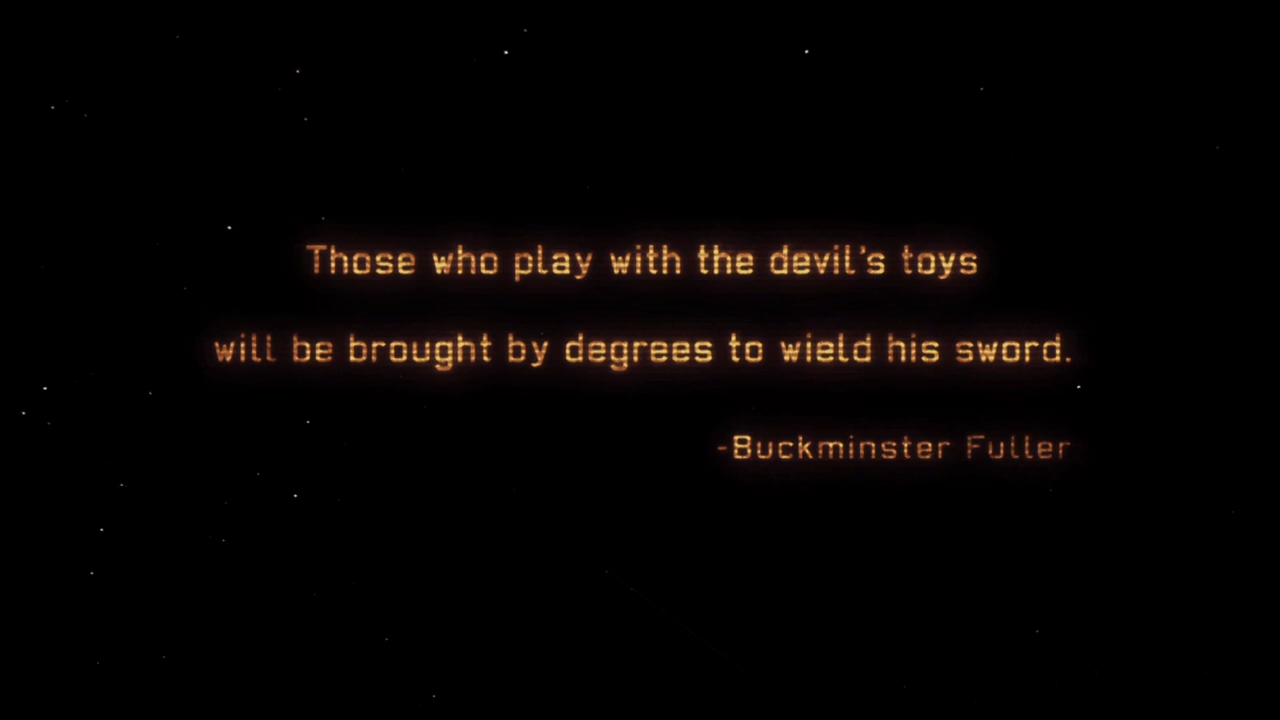 Those who play with the devil's toys
will be brought by degrees to wield his sword.
-Buckminster Fuller